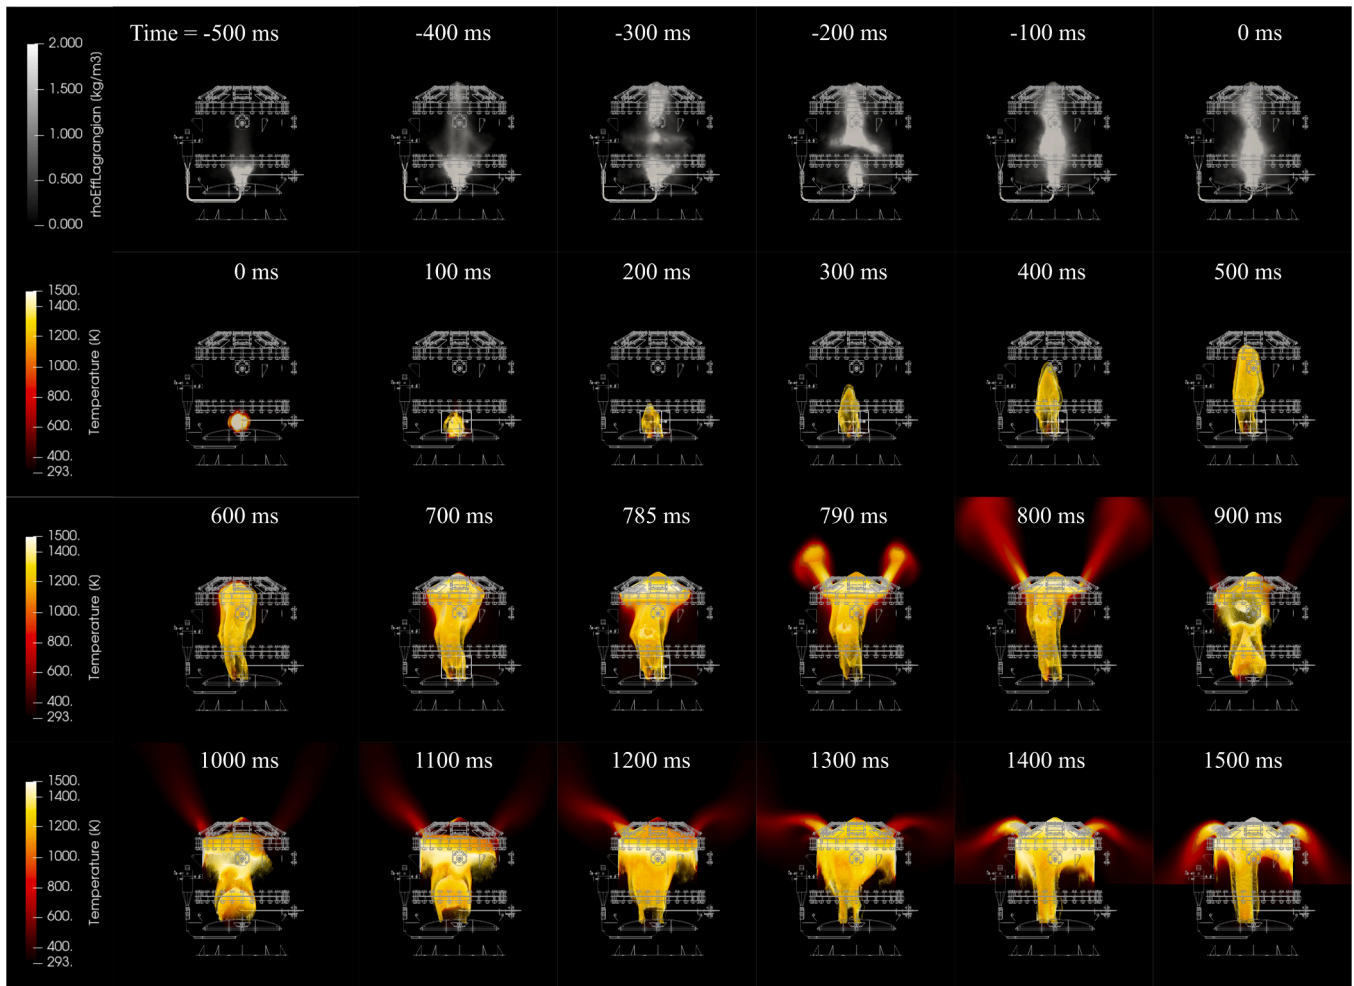 Time = -500 ms
-400 ms
-300 ms
-200 ms
-100 ms
0 ms
2.000
1.500
1.000
0.500
0.000
rhoEffLagrangian (kg/m3)
0 ms
100 ms
200 ms
300 ms
400 ms
500 ms
1500.
1400.
1200.
1000.
800.
600.
400.
293.
Temperature (K)
600 ms
700 ms
785 ms
790 ms
800 ms
900 ms
1500.
1400.
1200.
1000.
800.
600.
400.
293.
Temperature (K)
1000 ms
1100 ms
1200 ms
1300 ms
1400 ms
1500 ms
1500.
1400.
1200.
1000.
800.
600.
400.
293.
Temperature (K)